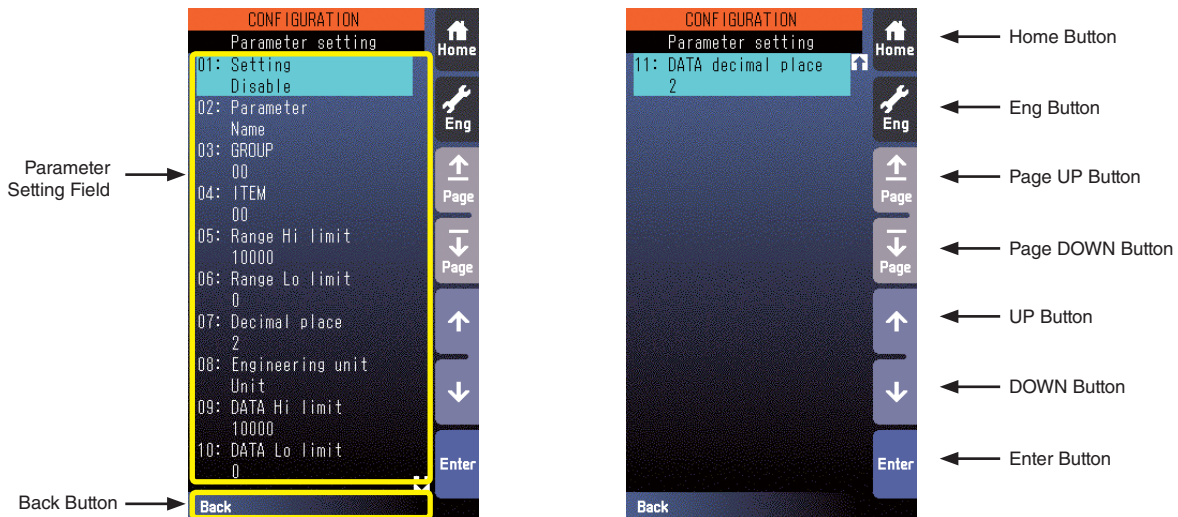 CONFIGURATION
Parameter setting
01: Setting
Disable
02: Parameter
Name
03: GROUP
00
04: ITEM
00
05: Range Hi limit
10000
06: Range Lo limit
0
07: Decimal place
2
08: Engineering unit
Unit
09: DATA Hi limit
10000
10: DATA Lo limit
0
Back
Home
Eng
Page
Page
Enter
Parameter
Setting Field
Back Button
CONFIGURATION
Parameter setting
11: DATA decimal place
2
Back
Home
Eng
Page
Page
Enter
Home Button
Eng Button
Page UP Button
Page DOWN Button
UP Button
DOWN Button
Enter Button